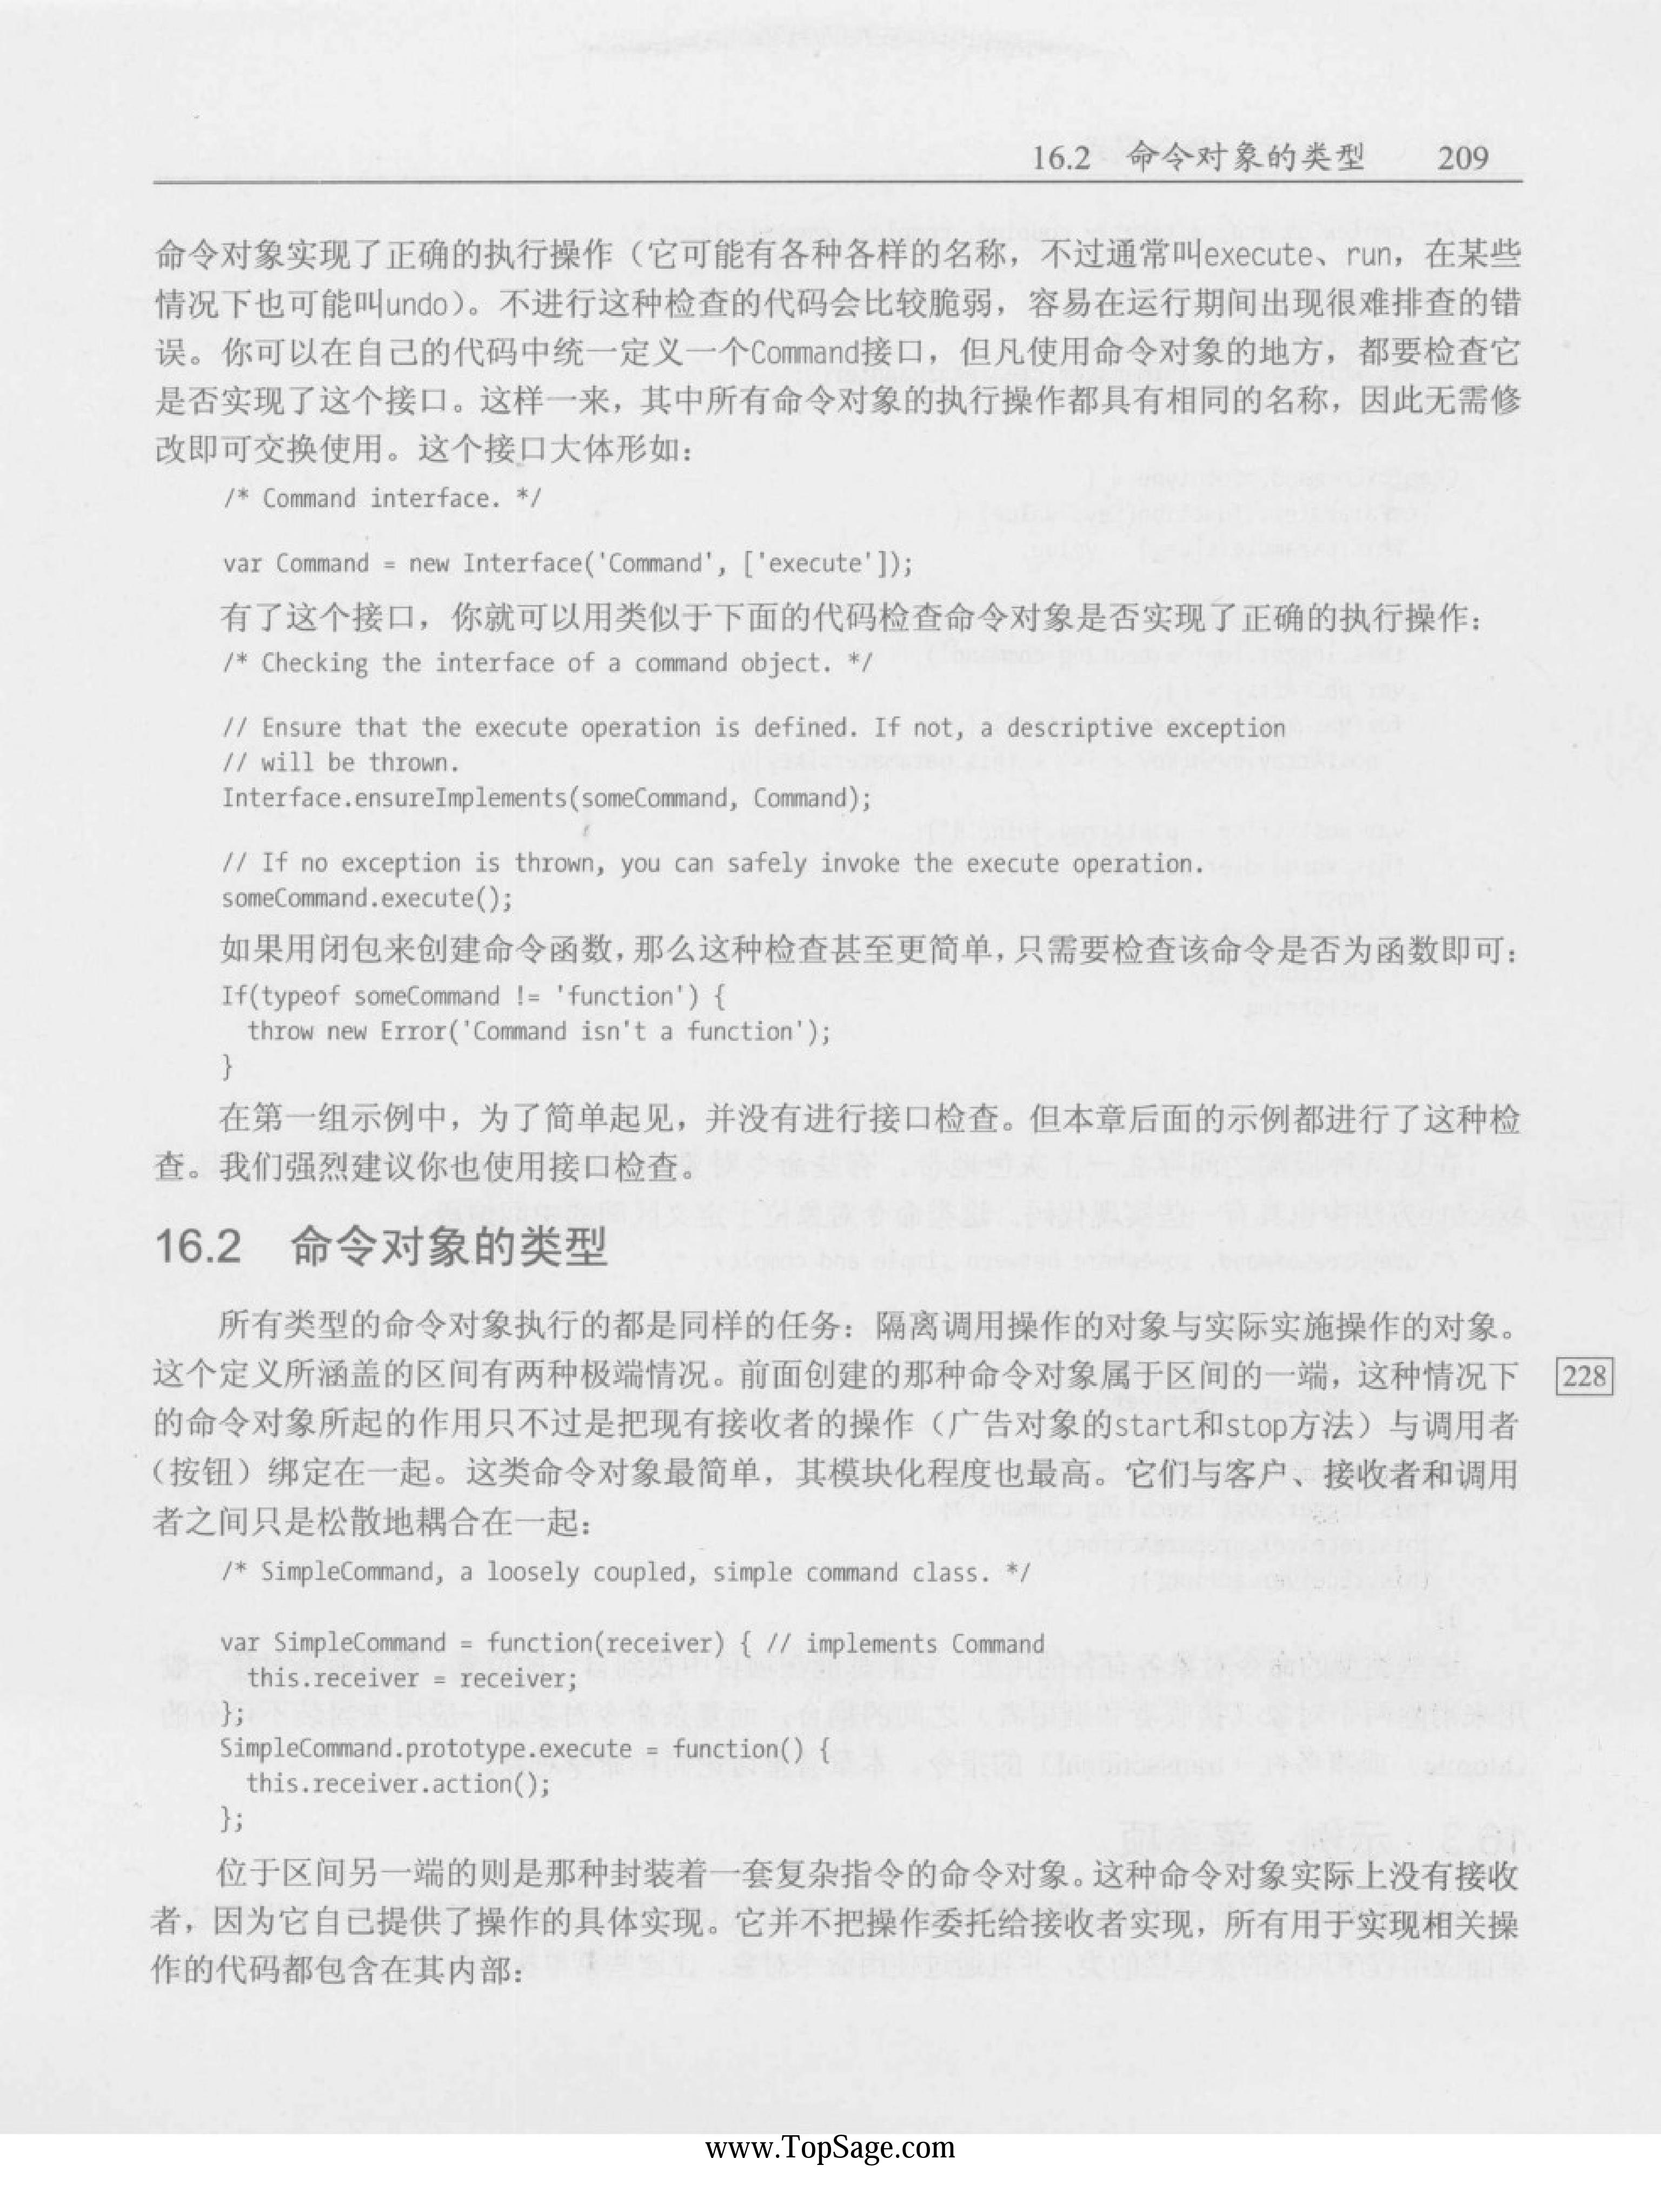 16.2 命令对象的类型 209
命令对象实现了正确的执行操作（它可能有各种各样的名称，不过通常叫execute、run，在某些
情况下也可能叫undo）。不进行这种检查的代码会比较脆弱，容易在运行期间出现很难排查的错
误。你可以在自己的代码中统一定义一个Command接口，但凡使用命令对象的地方，都要检查它
是否实现了这个接口。这样一来，其中所有命令对象的执行操作都具有相同的名称，因此无需修
改即可交换使用。这个接口大体形如：
/* Command interface. */
var Command = new Interface('Command', ['execute']);
有了这个接口，你就可以用类似于下面的代码检查命令对象是否实现了正确的执行操作：
/* Checking the interface of a command object. */
// Ensure that the execute operation is defined. If not, a descriptive exception
// will be thrown.
Interface.ensureImplements(someCommand, Command);
// If no exception is thrown, you can safely invoke the execute operation.
someCommand.execute();
如果用闭包来创建命令函数，那么这种检查甚至更简单，只需要检查该命令是否为函数即可：
If(typeof someCommand != 'function') {
throw new Error('Command isn't a function');
}
在第一组示例中，为了简单起见，并没有进行接口检查。但本章后面的示例都进行了这种检
查。我们强烈建议你也使用接口检查。
16.2 命令对象的类型
所有类型的命令对象执行的都是同样的任务：隔离调用操作的对象与实际实施操作的对象。
这个定义所涵盖的区间有两种极端情况。前面创建的那种命令对象属于区间的一端，这种情况下 228
的命令对象所起的作用只不过是把现有接收者的操作（广告对象的start和stop方法）与调用者
（按钮）绑定在一起。这类命令对象最简单，其模块化程度也最高。它们与客户、接收者和调用
者之间只是松散地耦合在一起：
/* SimpleCommand, a loosely coupled, simple command class. */
var SimpleCommand = function(receiver) { // implements Command
this.receiver = receiver;
};
SimpleCommand.prototype.execute = function() {
this.receiver.action();
};
位于区间另一端的则是那种封装着一套复杂指令的命令对象。这种命令对象实际上没有接收
者，因为它自己提供了操作的具体实现。它并不把操作委托给接收者实现，所有用于实现相关操
作的代码都包含在其内部：
www.TopSage.com